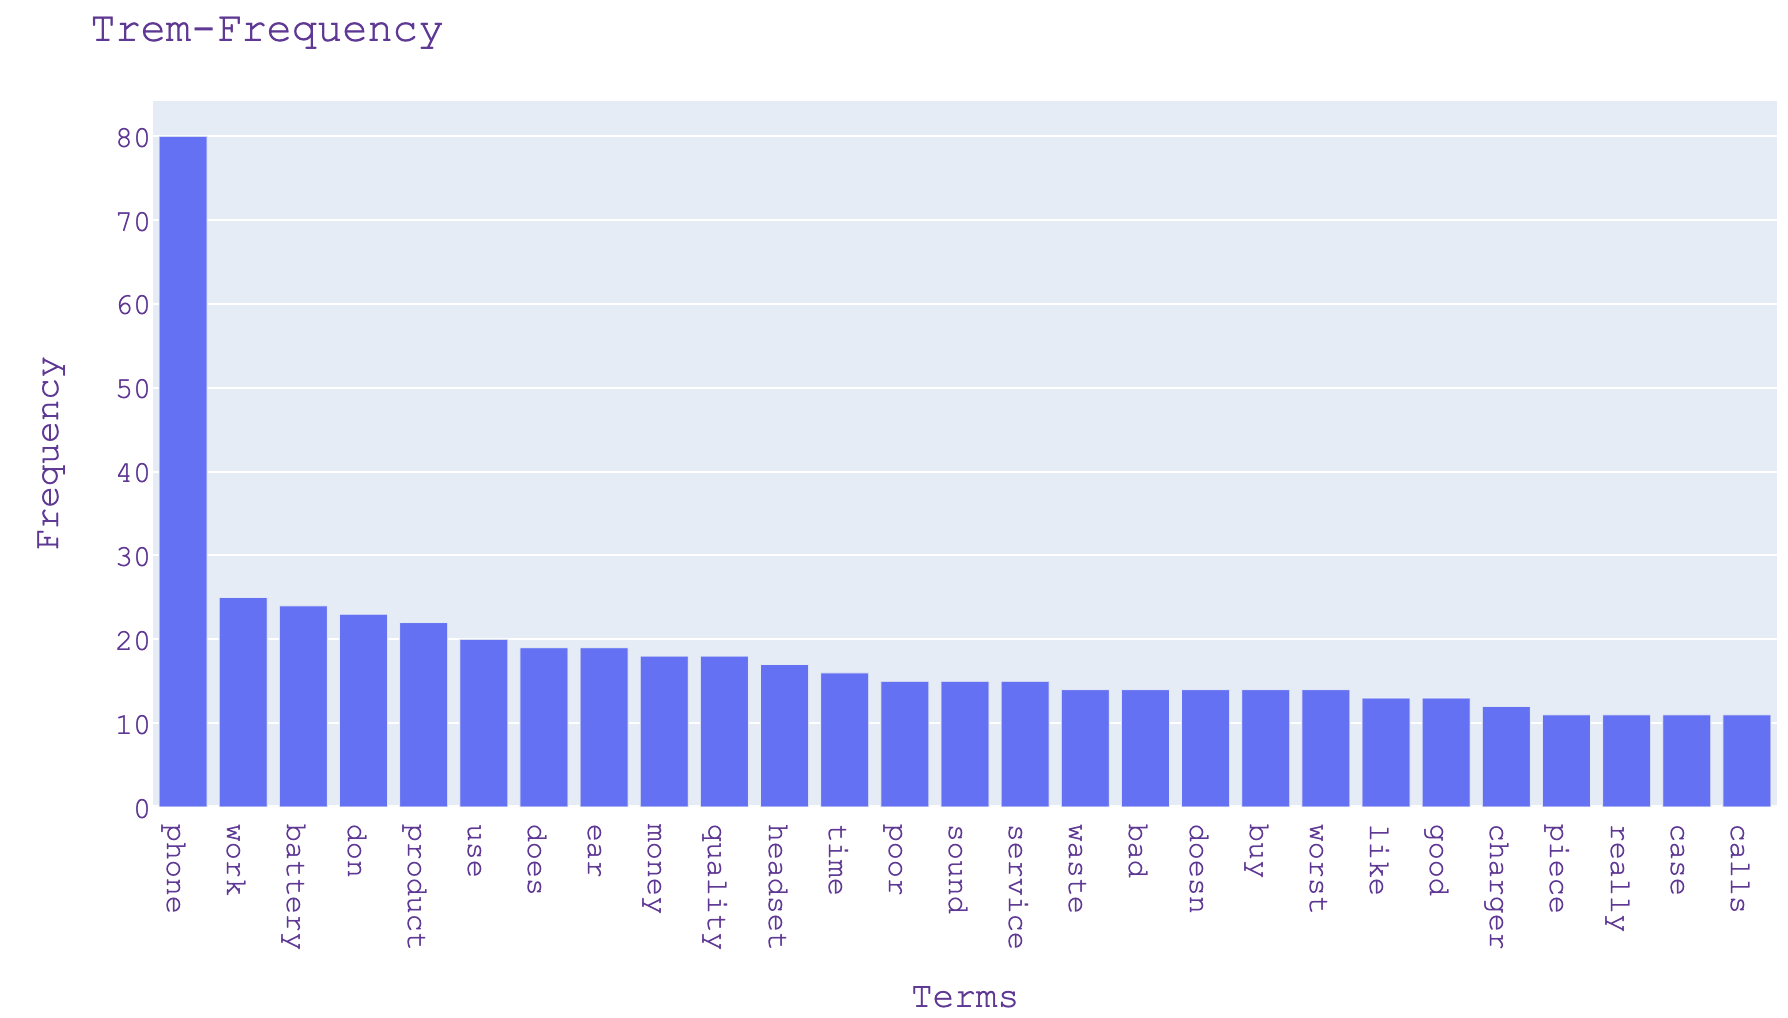 Trem-Frequency
Frequency
80
70
60
50
40
30
20
10
0
phone
work
battery
don
product
use
does
ear
money
quality
headset
time
poor
sound
service
waste
bad
doesn
buy
worst
like
good
charger
piece
really
case
calls
Terms